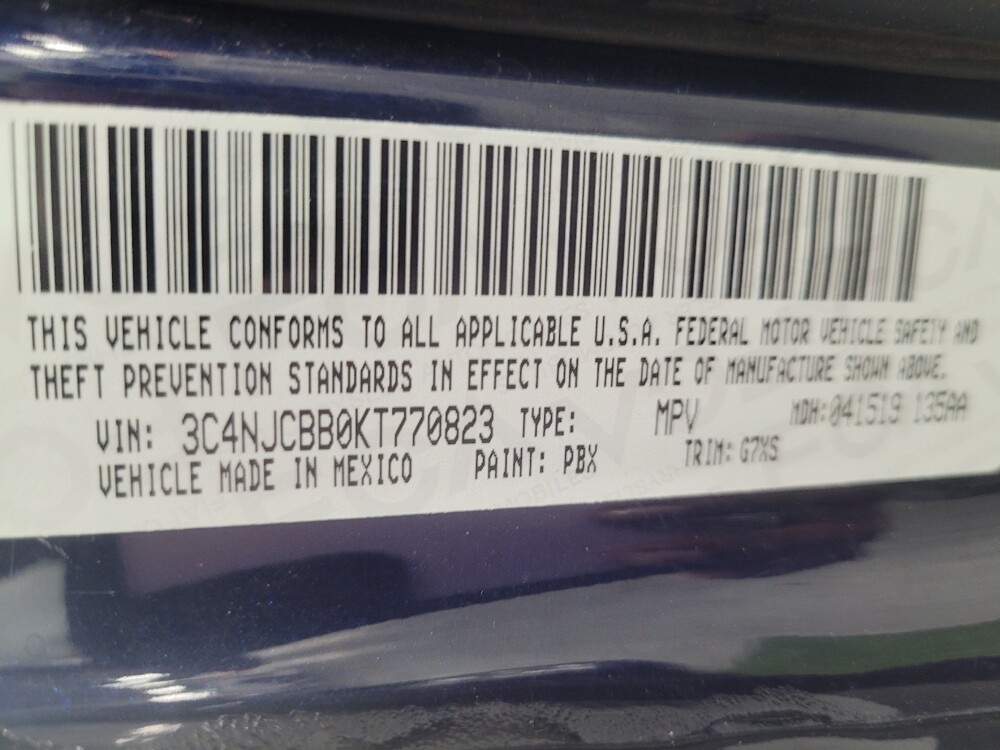 THIS VEHICLE CONFORMS TO ALL APPLICABLE U.S.A. FEDERAL MOTOR VEHICLE SAFETY AND
THEFT PREVENTION STANDARDS IN EFFECT ON THE DATE OF MANUFACTURE SHOWN ABOVE.
VIN: 3C4NJCBB0KT770823 TYPE: MPV MDH:041519 135AA
VEHICLE MADE IN MEXICO PAINT: PBX TRIM: G7XS